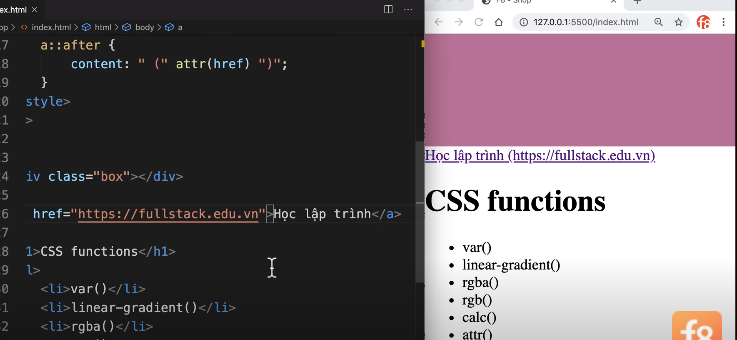 ex.html ×
op > <> index.html > html > body > a
7 a::after {
8 content: " (" attr(href) ")";
9 }
0 style>
1 >
2
3
4 iv class="box"></div>
5
6 href="https://fullstack.edu.vn">Học lập trình</a>
7
8 1>CSS functions</h1>
9 l>
0 <li>var()</li>
1 <li>linear-gradient()</li>
2 <li>rgba()</li>
F8 - Shop
127.0.0.1:5500/index.html
Học lập trình (https://fullstack.edu.vn)
CSS functions
• var()
• linear-gradient()
• rgba()
• rgb()
• calc()
• attr()
f8